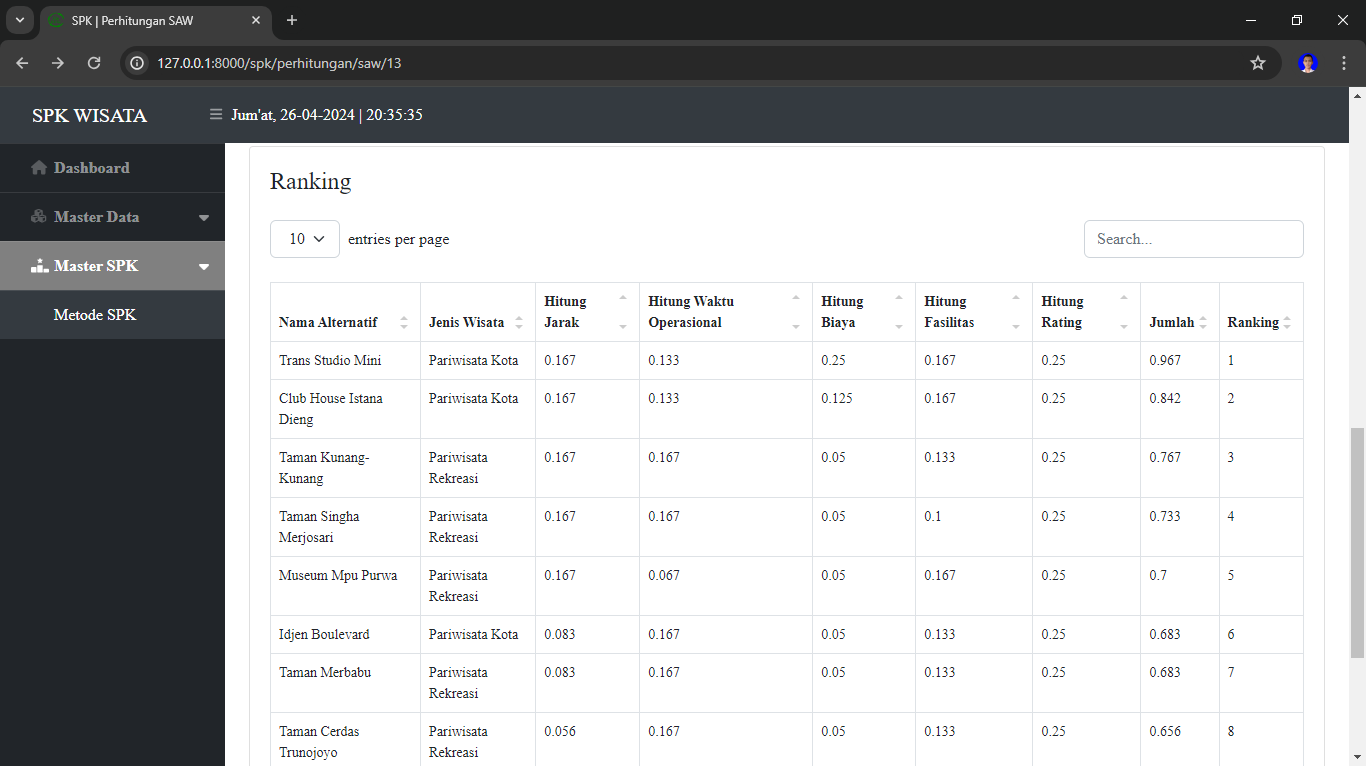 SPK | Perhitungan SAW
127.0.0.1:8000/spk/perhitungan/saw/13
SPK WISATA
Jum'at, 26-04-2024 | 20:35:35
Dashboard
Master Data
Master SPK
Metode SPK
Ranking
10 entries per page
Search...
Nama Alternatif Jenis Wisata Hitung Jarak Hitung Waktu Operasional Hitung Biaya Hitung Fasilitas Hitung Rating Jumlah Ranking
Trans Studio Mini Pariwisata Kota 0.167 0.133 0.25 0.167 0.25 0.967 1
Club House Istana Dieng Pariwisata Kota 0.167 0.133 0.125 0.167 0.25 0.842 2
Taman Kunang-Kunang Pariwisata Rekreasi 0.167 0.167 0.05 0.133 0.25 0.767 3
Taman Singha Merjosari Pariwisata Rekreasi 0.167 0.167 0.05 0.1 0.25 0.733 4
Museum Mpu Purwa Pariwisata Rekreasi 0.167 0.067 0.05 0.167 0.25 0.7 5
Idjen Boulevard Pariwisata Kota 0.083 0.167 0.05 0.133 0.25 0.683 6
Taman Merbabu Pariwisata Rekreasi 0.083 0.167 0.05 0.133 0.25 0.683 7
Taman Cerdas Trunojoyo Pariwisata Rekreasi 0.056 0.167 0.05 0.133 0.25 0.656 8